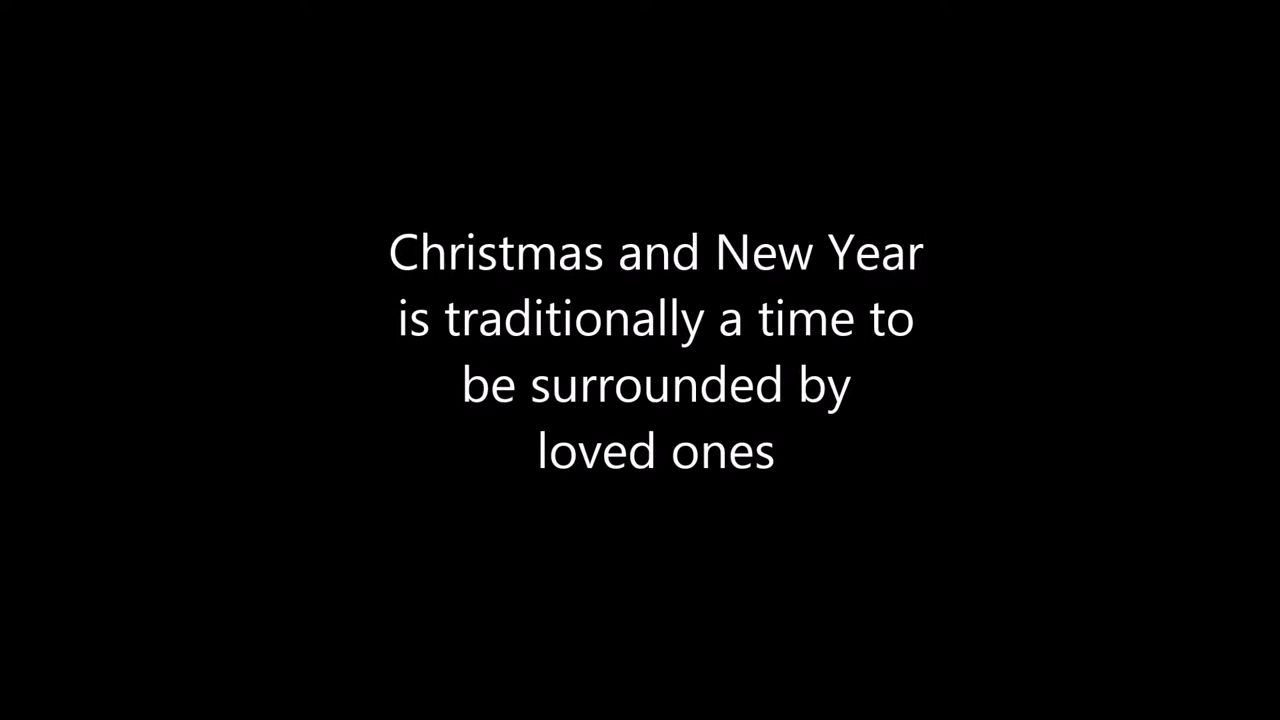 Christmas and New Year
is traditionally a time to
be surrounded by
loved ones